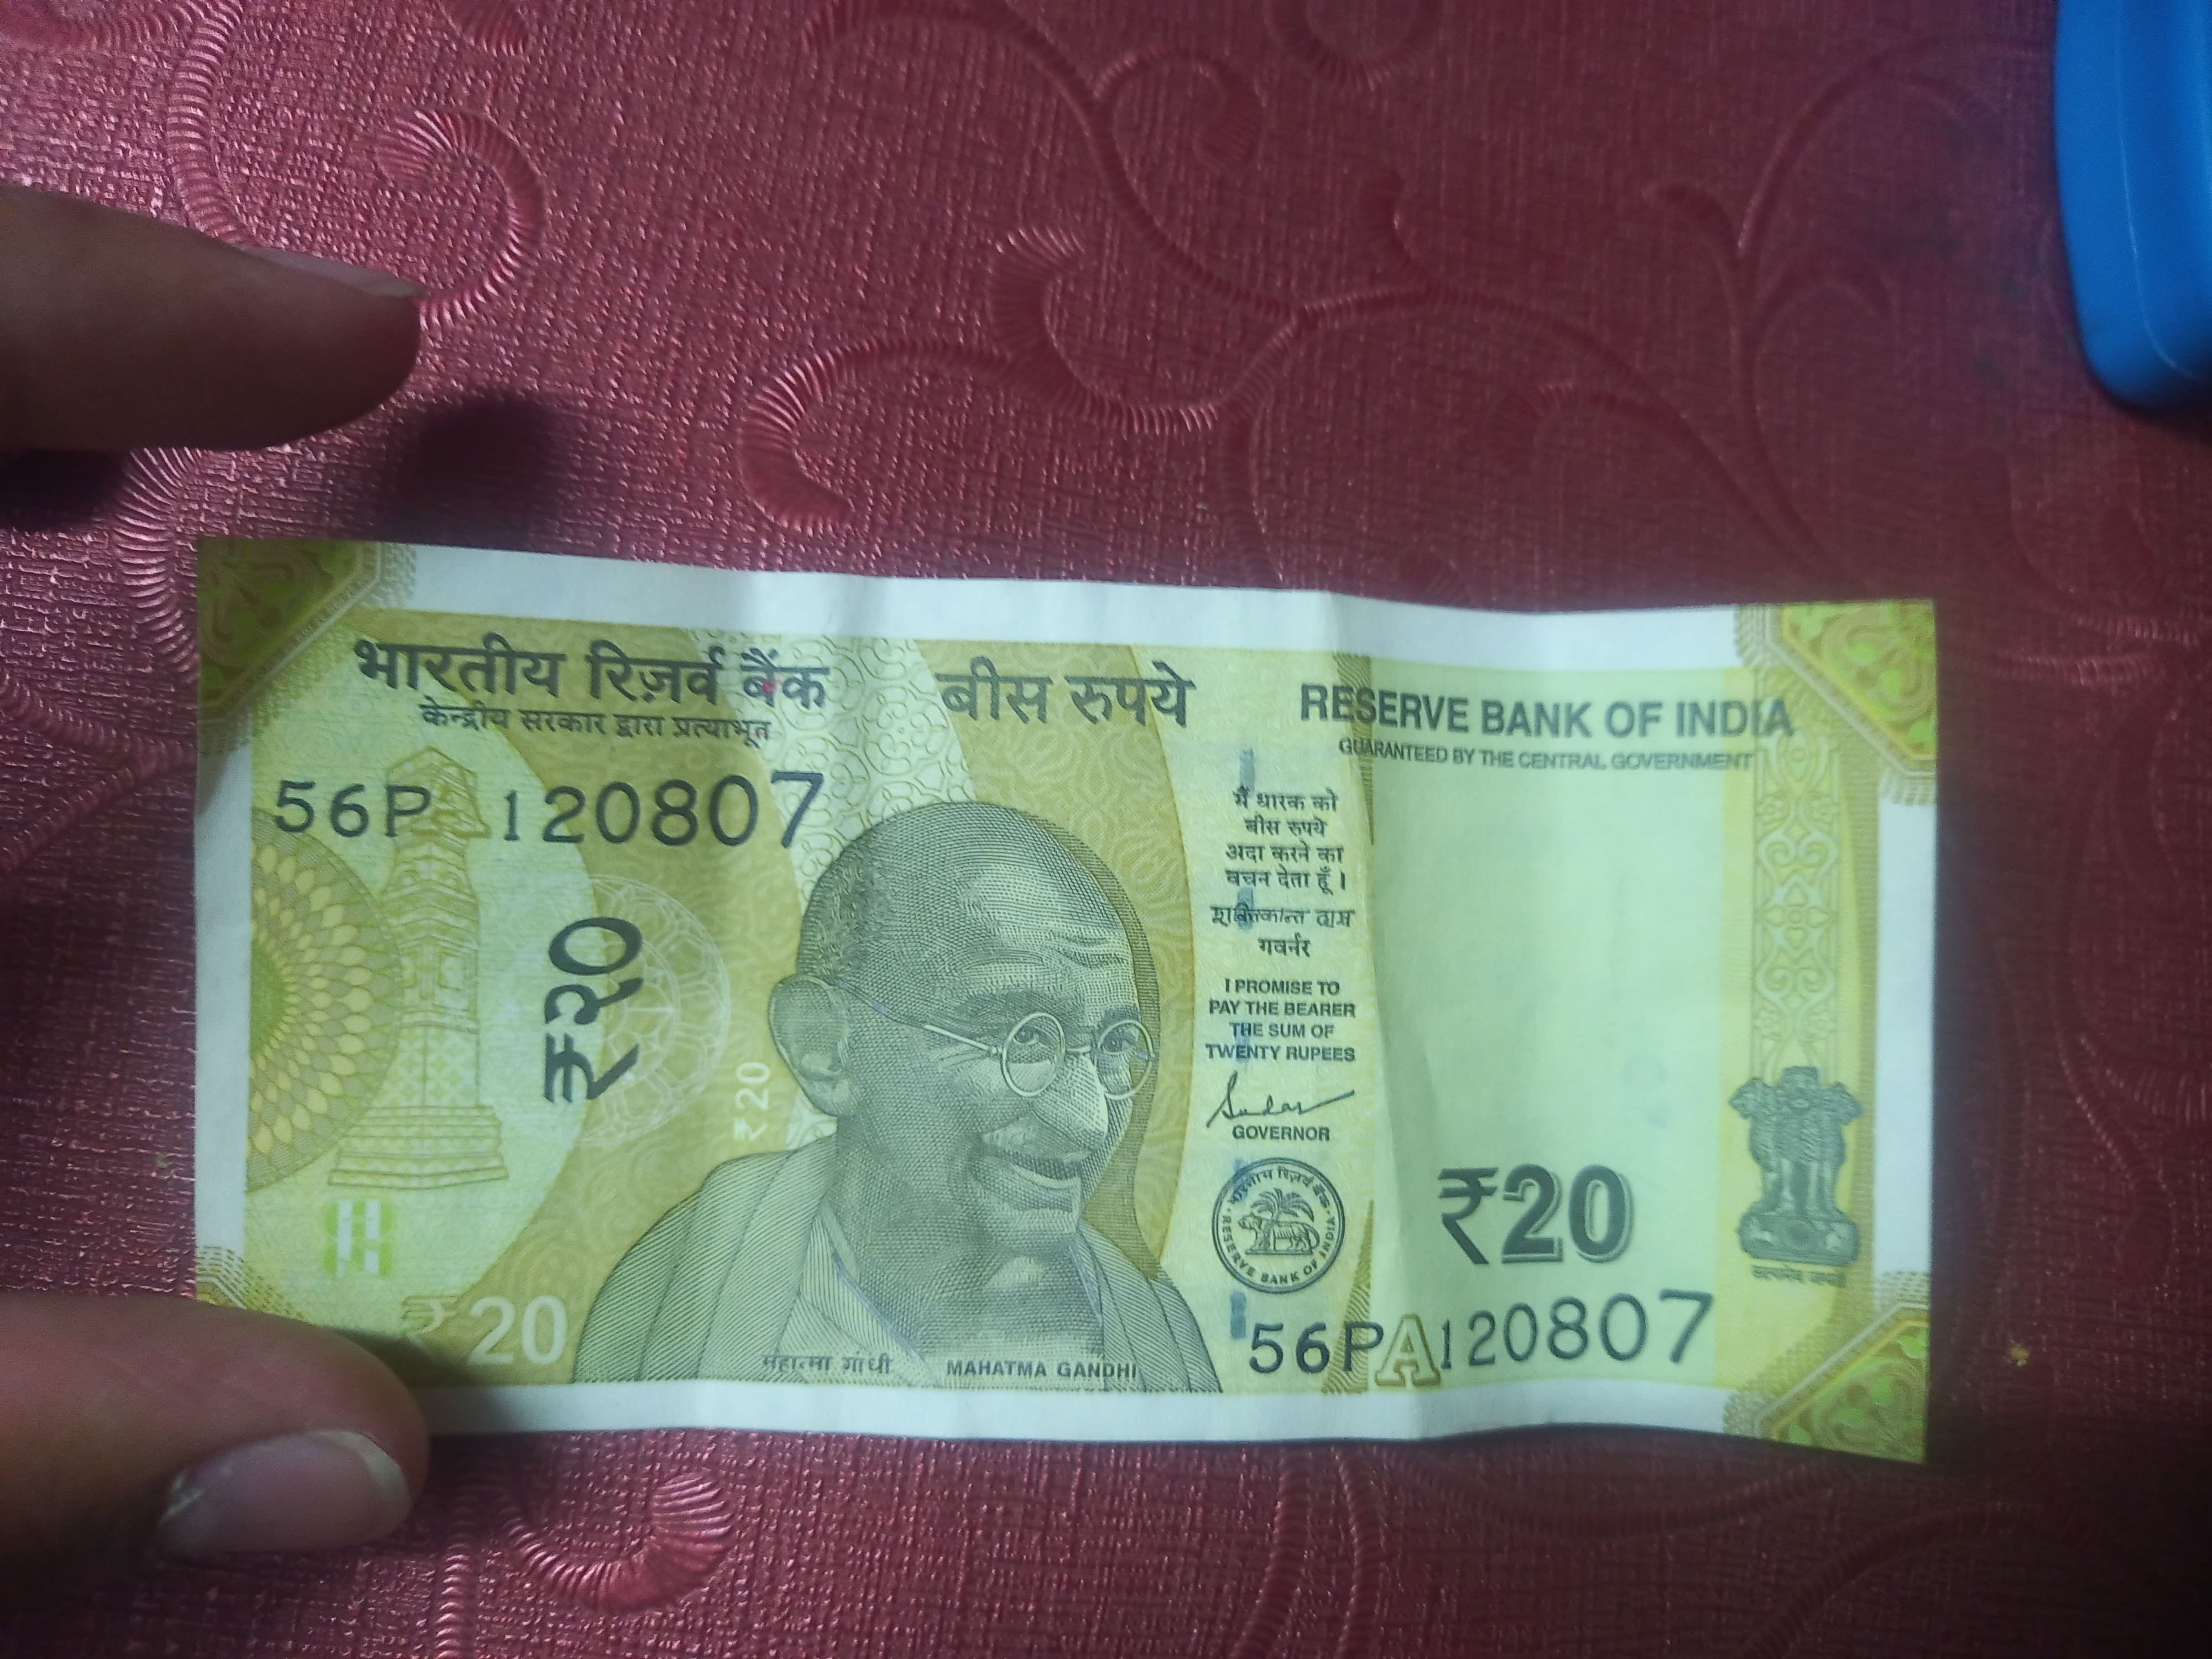 भारतीय रिज़र्व बैंक
केन्द्रीय सरकार द्वारा प्रत्याभूत
बीस रुपये
RESERVE BANK OF INDIA
GUARANTEED BY THE CENTRAL GOVERNMENT
56P 120807
₹२०
₹20
₹20
मैं धारक को
बीस रुपये
अदा करने का
वचन देता हूँ ।
शक्तिकान्त दास
गवर्नर
I PROMISE TO
PAY THE BEARER
THE SUM OF
TWENTY RUPEES
GOVERNOR
भारतीय रिज़र्व बैंक
RESERVE BANK OF INDIA
₹20
सत्यमेव जयते
56PA120807
महात्मा गांधी
MAHATMA GANDHI